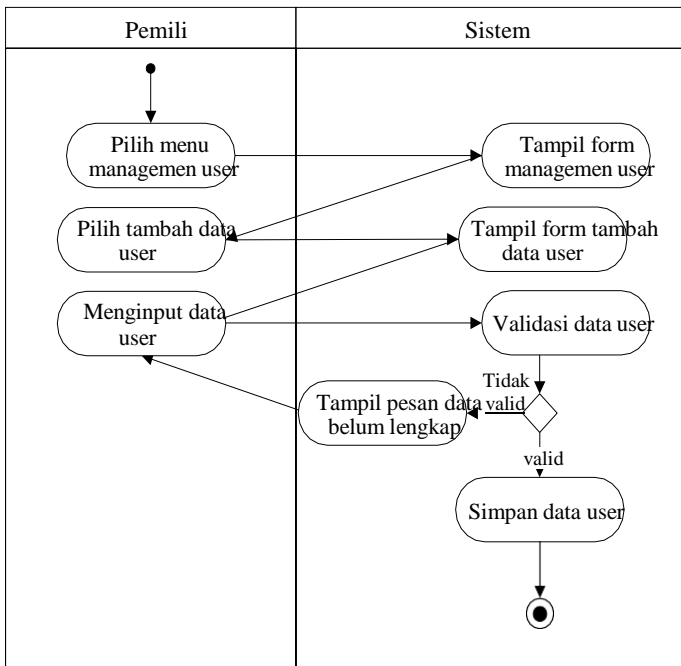 Pemili
Sistem
Pilih menu
managemen user
Tampil form
managemen user
Pilih tambah data
user
Tampil form tambah
data user
Menginput data
user
Validasi data user
Tidak
valid
Tampil pesan data
belum lengkap
valid
Simpan data user